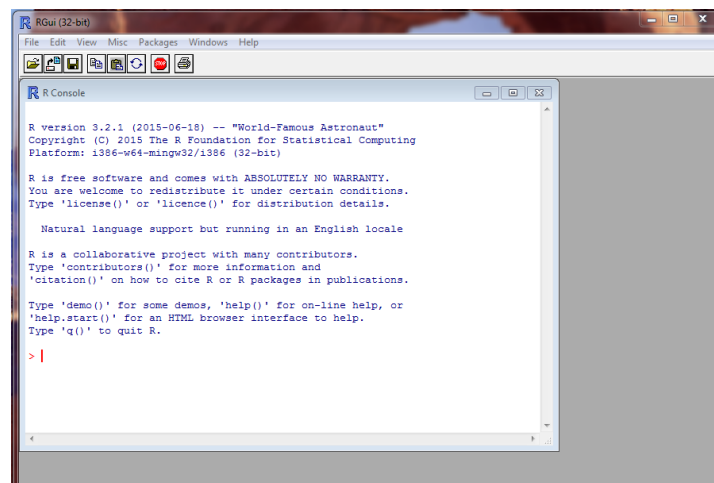 RGui (32-bit)
File Edit View Misc Packages Windows Help
STOP
R Console
R version 3.2.1 (2015-06-18) -- "World-Famous Astronaut"
Copyright (C) 2015 The R Foundation for Statistical Computing
Platform: i386-w64-mingw32/i386 (32-bit)
R is free software and comes with ABSOLUTELY NO WARRANTY.
You are welcome to redistribute it under certain conditions.
Type 'license()' or 'licence()' for distribution details.
Natural language support but running in an English locale
R is a collaborative project with many contributors.
Type 'contributors()' for more information and
'citation()' on how to cite R or R packages in publications.
Type 'demo()' for some demos, 'help()' for on-line help, or
'help.start()' for an HTML browser interface to help.
Type 'q()' to quit R.
>